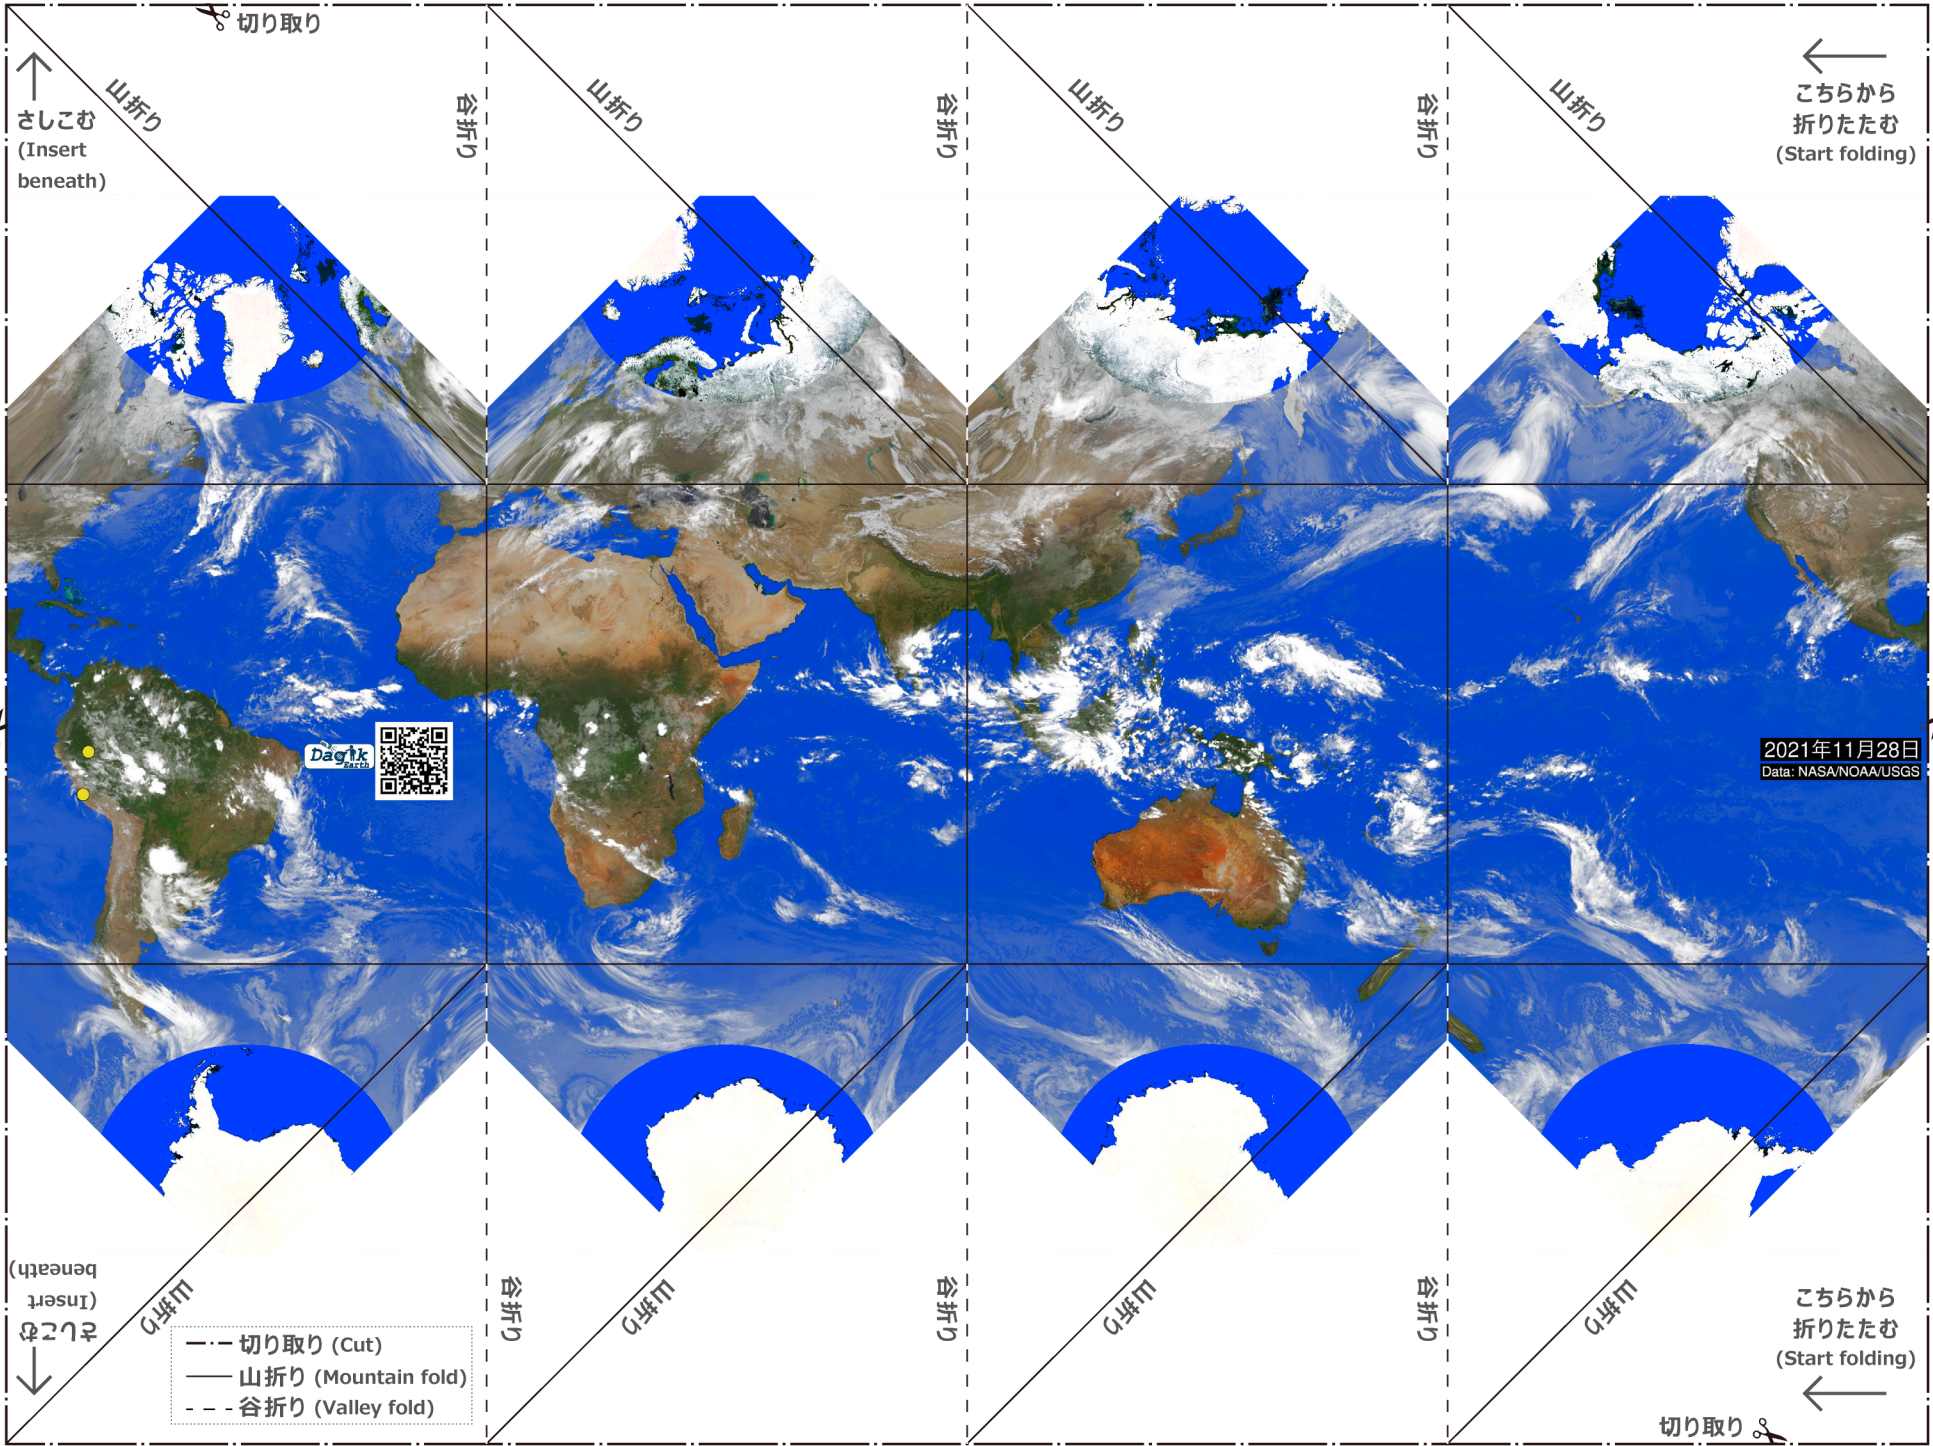 切り取り
山折り
谷折り
山折り
谷折り
山折り
谷折り
山折り
さしこむ
(Insert
beneath)
こちらから
折りたたむ
(Start folding)
Dagik
Earth
2021年11月28日
Data: NASA/NOAA/USGS
さしこむ
(Insert
beneath)
山折り
谷折り
山折り
谷折り
山折り
谷折り
山折り
切り取り (Cut)
山折り (Mountain fold)
谷折り (Valley fold)
こちらから
折りたたむ
(Start folding)
切り取り